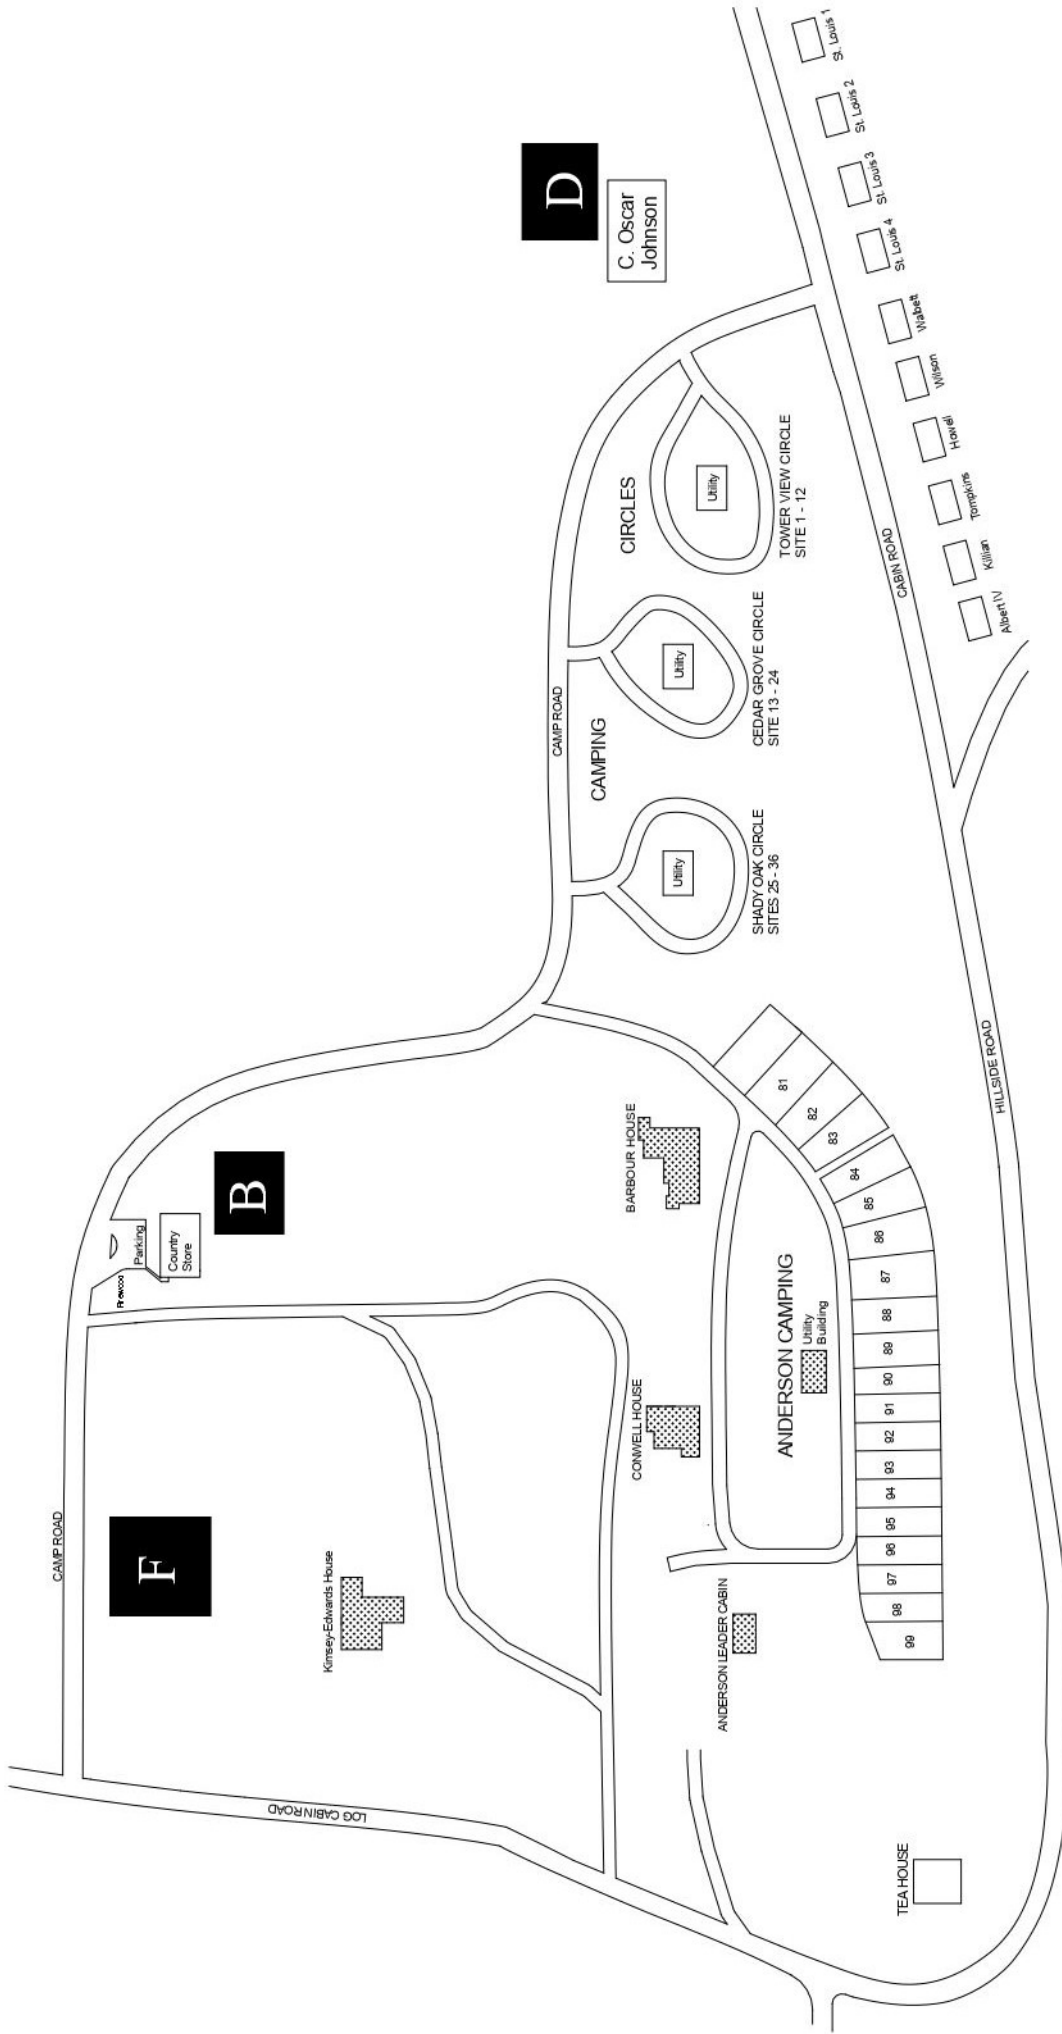 CAMP ROAD
F
Kimsey-Edwards House
LOG CABIN ROAD
Firewood
Parking
Country
Store
B
CAMP ROAD
D
C. Oscar
Johnson
CAMPING
CIRCLES
Utility
SHADY OAK CIRCLE
SITES 25 - 36
Utility
CEDAR GROVE CIRCLE
SITE 13 - 24
Utility
TOWER VIEW CIRCLE
SITE 1 - 12
BARBOUR HOUSE
CONWELL HOUSE
ANDERSON LEADER CABIN
ANDERSON CAMPING
Utility
Building
99
98
97
96
95
94
93
92
91
90
89
88
87
86
85
84
83
82
81
TEA HOUSE
HILLSIDE ROAD
CABIN ROAD
Albert IV
Killian
Tompkins
Howell
Wilson
Walbett
St. Louis 4
St. Louis 3
St. Louis 2
St. Louis 1